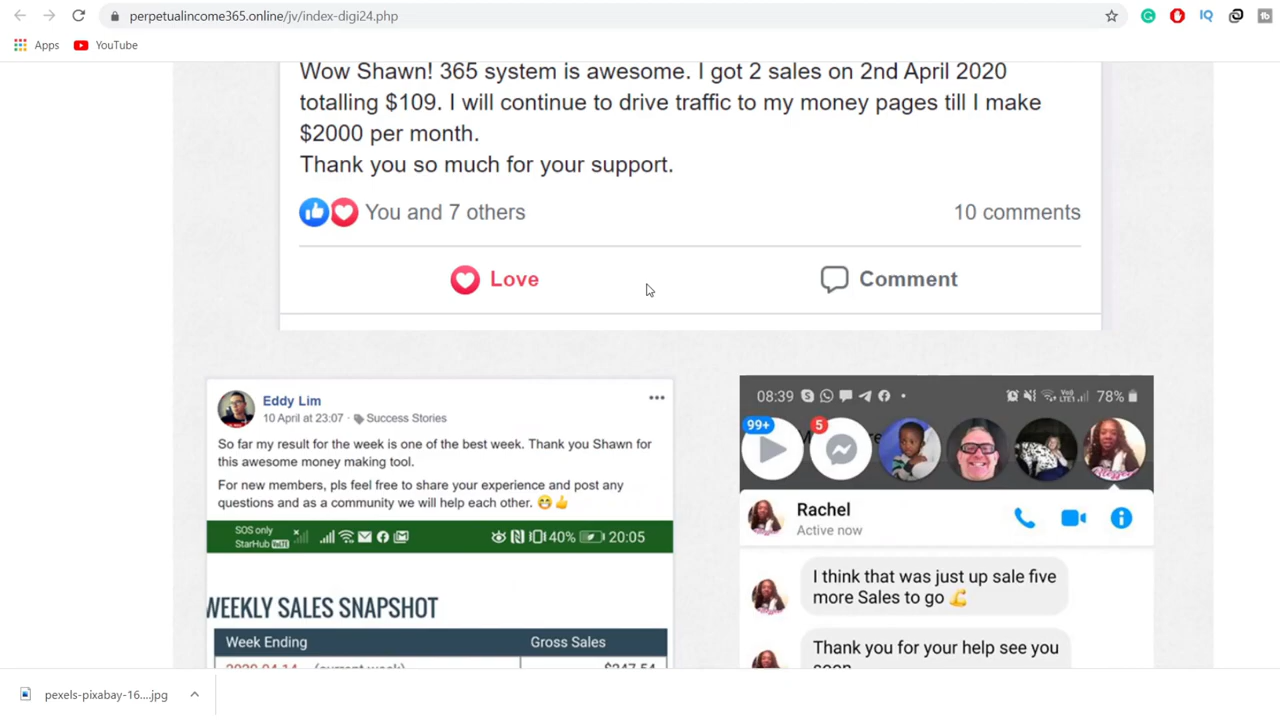 perpetualincome365.online/jv/index-digi24.php
Apps
YouTube
Wow Shawn! 365 system is awesome. I got 2 sales on 2nd April 2020
totalling $109. I will continue to drive traffic to my money pages till I make
$2000 per month.
Thank you so much for your support.
You and 7 others
10 comments
Love
Comment
Eddy Lim
10 April at 23:07 · Success Stories
So far my result for the week is one of the best week. Thank you Shawn for
this awesome money making tool.
For new members, pls feel free to share your experience and post any
questions and as a community we will help each other. 😁👍
SOS only
StarHub VoLTE
40% 20:05
WEEKLY SALES SNAPSHOT
Week Ending Gross Sales
(current week) $247.54
08:39
78%
99+
5
Rachel
Active now
I think that was just up sale five
more Sales to go 💪
Thank you for your help see you
soon
pexels-pixabay-16....jpg